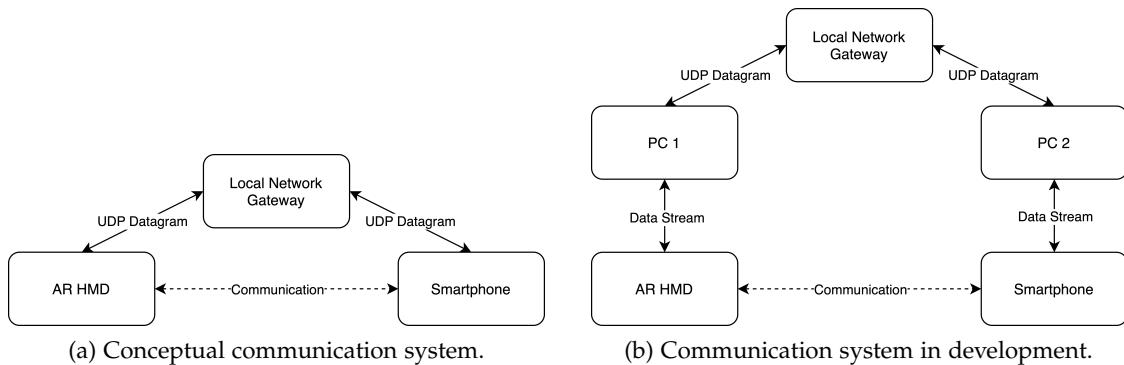 Local Network
Gateway
UDP Datagram
UDP Datagram
AR HMD
Communication
Smartphone
(a) Conceptual communication system.
Local Network
Gateway
UDP Datagram
UDP Datagram
PC 1
PC 2
Data Stream
Data Stream
AR HMD
Communication
Smartphone
(b) Communication system in development.